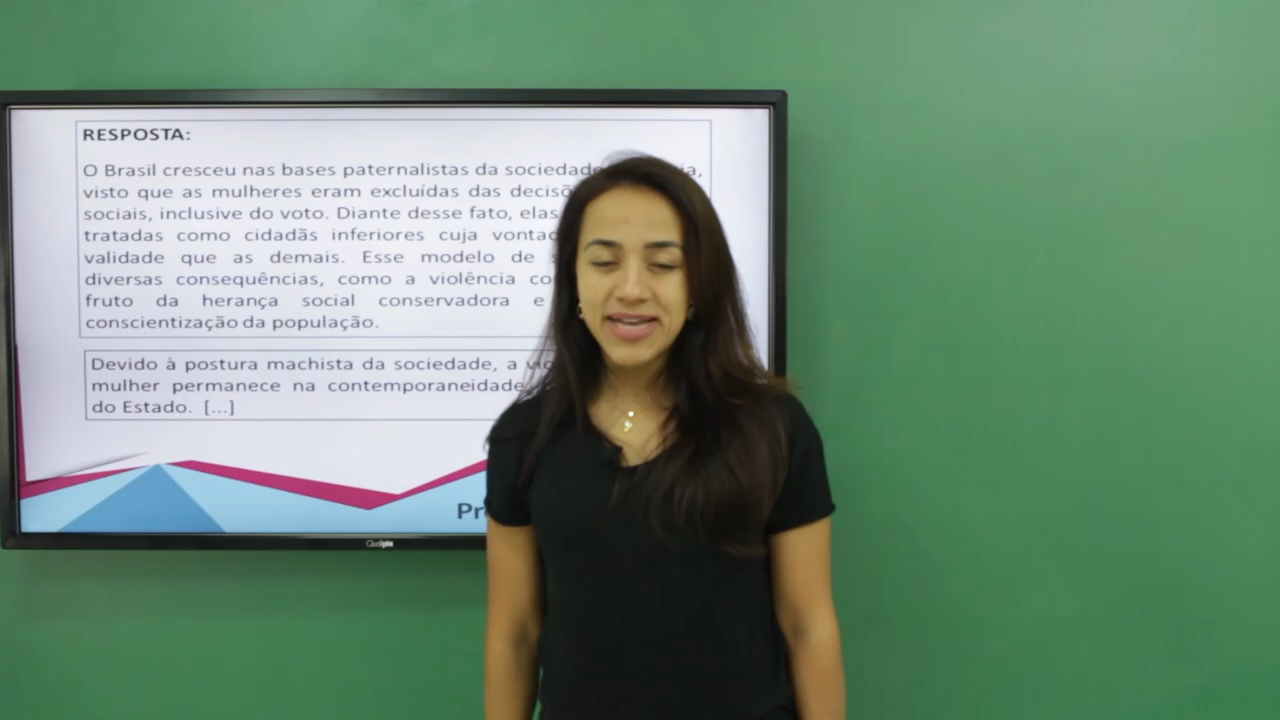 RESPOSTA:
O Brasil cresceu nas bases paternalistas da sociedade
visto que as mulheres eram excluídas das
sociais, inclusive do voto. Diante desse fato, elas
tratadas como cidadãs inferiores cuja
validade que as demais. Esse modelo de
diversas consequências, como a violência
fruto da herança social conservadora e
conscientização da população.
Devido à postura machista da sociedade, a
mulher permanece na contemporaneidade,
do Estado. [...]